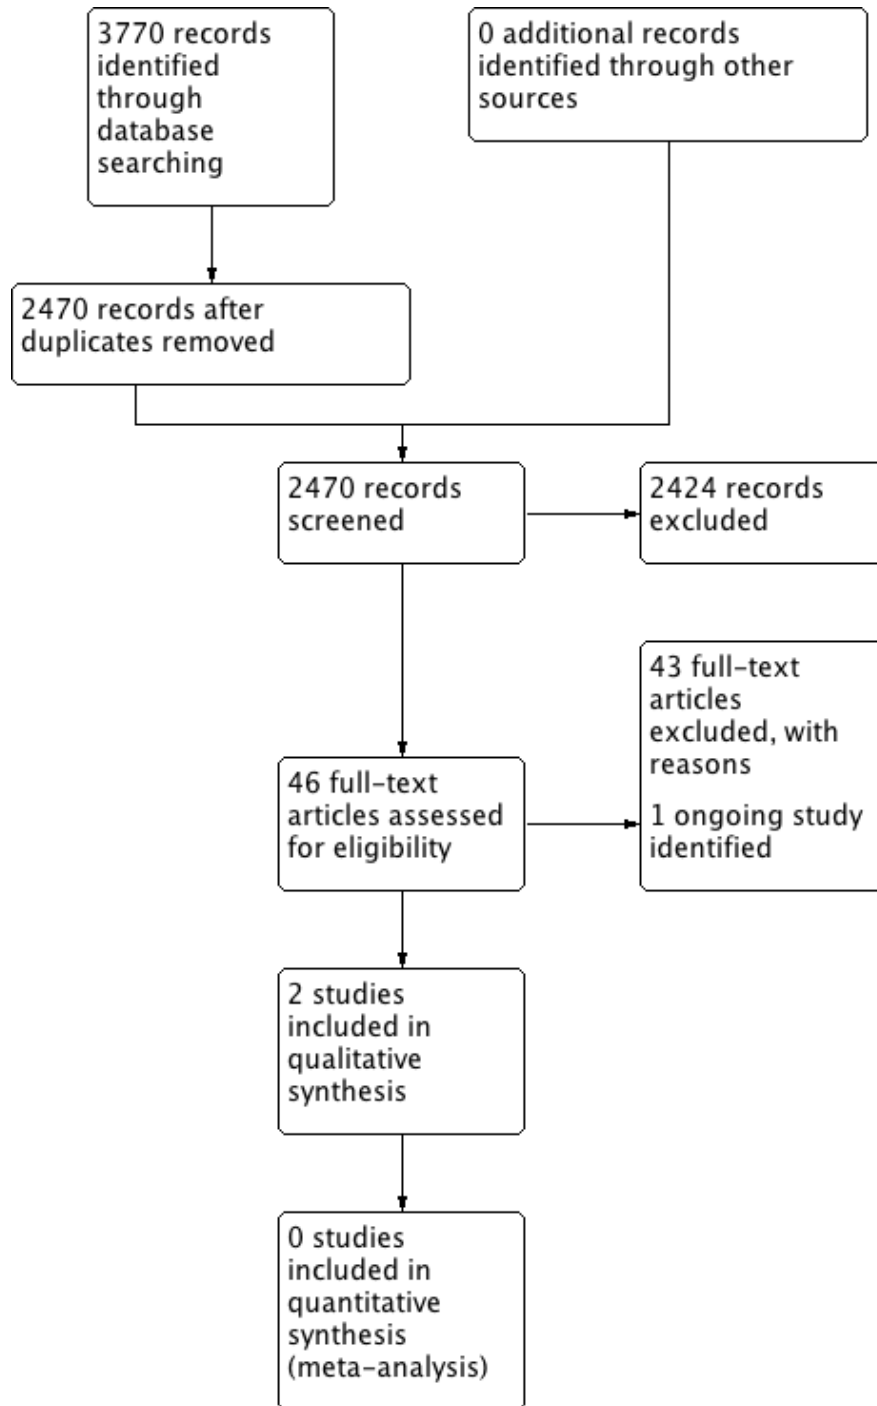 3770 records
identified
through
database
searching
0 additional records
identified through other
sources
2470 records after
duplicates removed
2470 records
screened
2424 records
excluded
43 full-text
articles
excluded, with
reasons
1 ongoing study
identified
46 full-text
articles assessed
for eligibility
2 studies
included in
qualitative
synthesis
0 studies
included in
quantitative
synthesis
(meta-analysis)